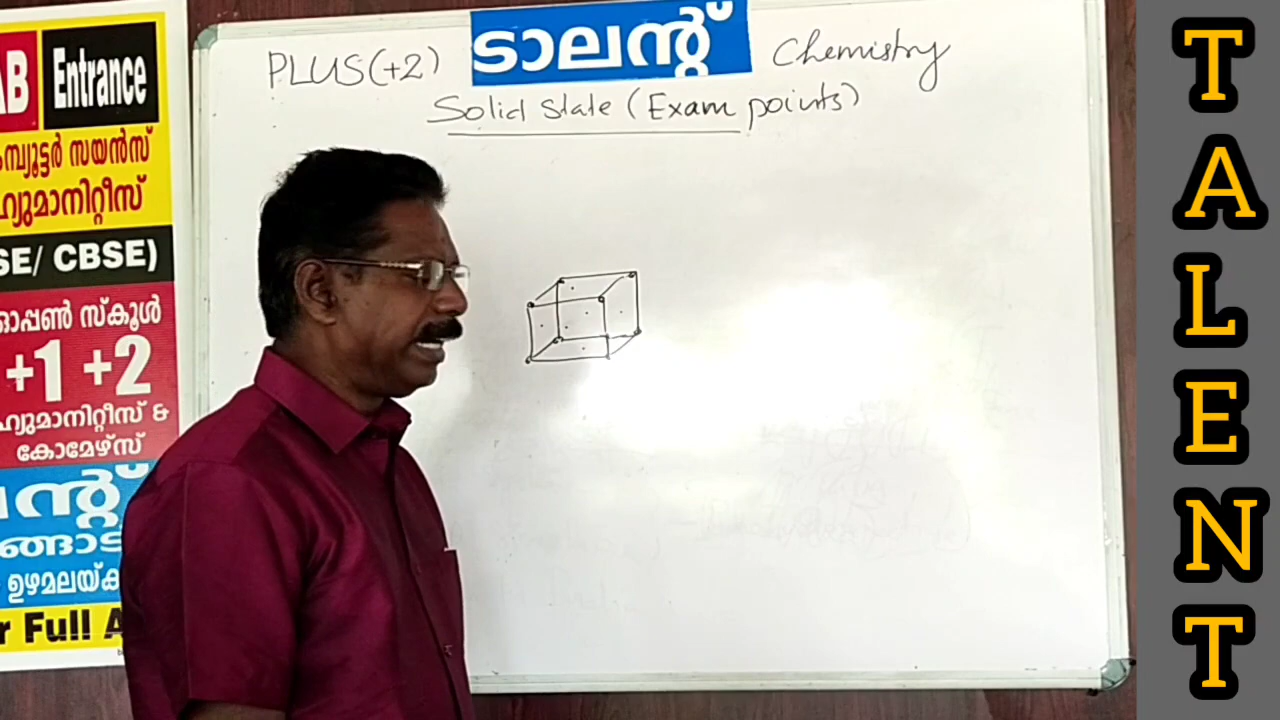 PLUS(+2) ടാലന്റ് Chemistry
Solid State (Exam points)
AB Entrance
കമ്പ്യൂട്ടർ സയൻസ്
ഹ്യുമാനിറ്റീസ്
SE/ CBSE)
ഓപ്പൺ സ്കൂൾ
+1 +2
ഹ്യുമാനിറ്റീസ് &
കോമേഴ്സ്
ലന്റ്
ങ്ങാട
ഉഴമലയ്ക
r Full A
TALENT